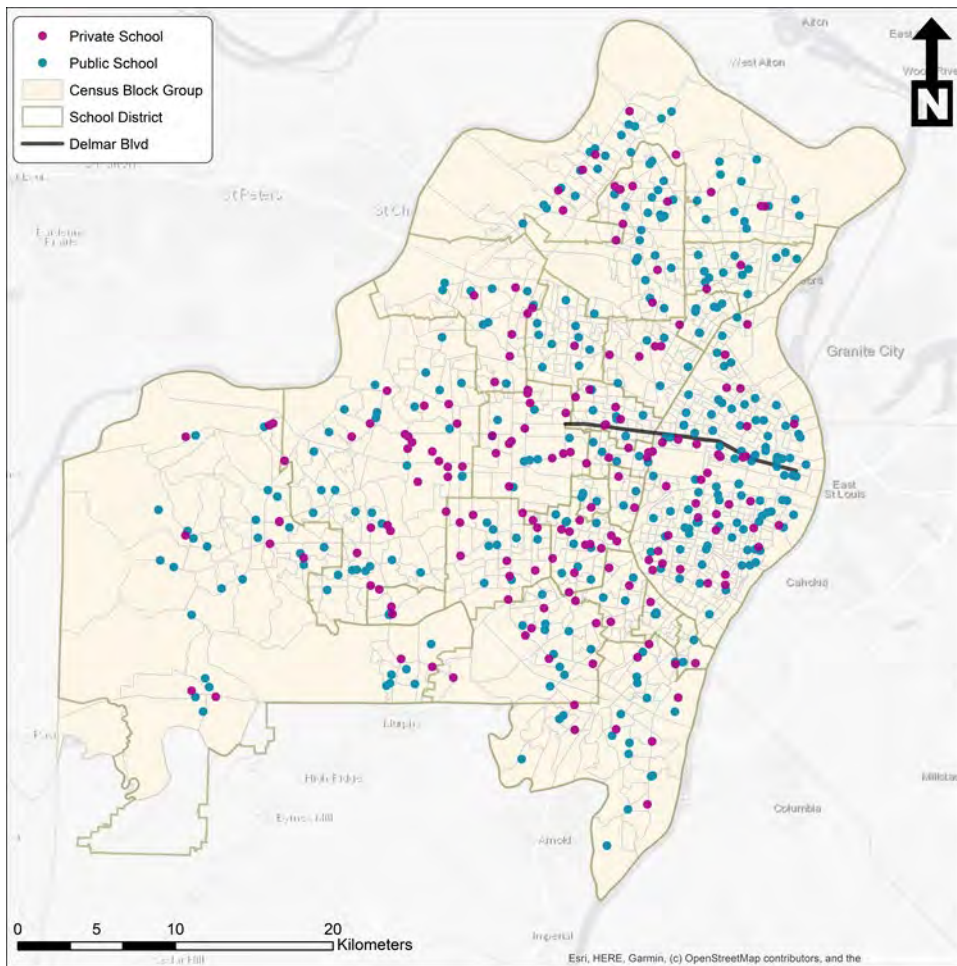 Private School
Public School
Census Block Group
School District
Delmar Blvd
Alton
West Alton
N
St Peters
Granite City
East
St Louis
Cahokia
High Ridge
Byrnes Mill
Columbia
Arnold
Imperial
0 5 10 20
Kilometers
Cedar Hill
Esri, HERE, Garmin, (c) OpenStreetMap contributors, and the